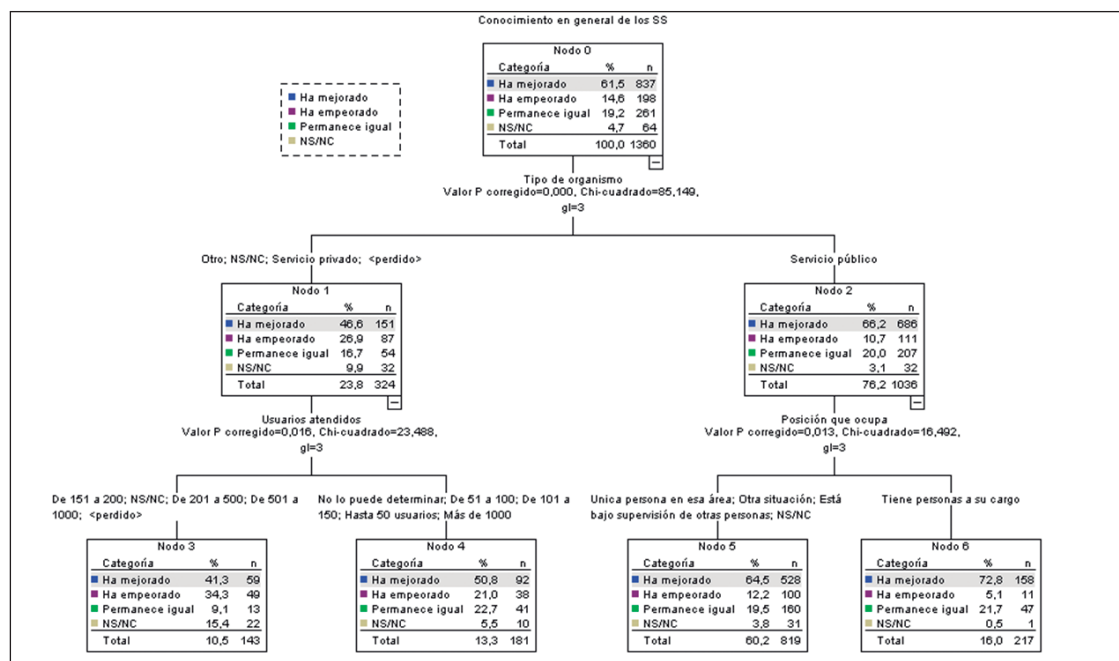 Conocimiento en general de los SS
Nodo 0
Categoría % n
Ha mejorado 61,5 837
Ha empeorado 14,6 198
Permanece igual 19,2 261
NS/NC 4,7 64
Total 100,0 1360
Ha mejorado
Ha empeorado
Permanece igual
NS/NC
Tipo de organismo
Valor P corregido=0,000, Chi-cuadrado=85,149,
gl=3
Otro; NS/NC; Servicio privado; <perdido>
Servicio público
Nodo 1
Categoría % n
Ha mejorado 46,6 151
Ha empeorado 26,9 87
Permanece igual 16,7 54
NS/NC 9,9 32
Total 23,8 324
Nodo 2
Categoría % n
Ha mejorado 66,2 686
Ha empeorado 10,7 111
Permanece igual 20,0 207
NS/NC 3,1 32
Total 76,2 1036
Usuarios atendidos
Valor P corregido=0,016, Chi-cuadrado=23,488,
gl=3
Posición que ocupa
Valor P corregido=0,013, Chi-cuadrado=16,492,
gl=3
De 151 a 200; NS/NC; De 201 a 500; De 501 a
1000; <perdido>
No lo puede determinar; De 51 a 100; De 101 a
150; Hasta 50 usuarios; Más de 1000
Unica persona en esa área; Otra situación; Está
bajo supervisión de otras personas; NS/NC
Tiene personas a su cargo
Nodo 3
Categoría % n
Ha mejorado 41,3 59
Ha empeorado 34,3 49
Permanece igual 9,1 13
NS/NC 15,4 22
Total 10,5 143
Nodo 4
Categoría % n
Ha mejorado 50,8 92
Ha empeorado 21,0 38
Permanece igual 22,7 41
NS/NC 5,5 10
Total 13,3 181
Nodo 5
Categoría % n
Ha mejorado 64,5 528
Ha empeorado 12,2 100
Permanece igual 19,5 160
NS/NC 3,8 31
Total 60,2 819
Nodo 6
Categoría % n
Ha mejorado 72,8 158
Ha empeorado 5,1 11
Permanece igual 21,7 47
NS/NC 0,5 1
Total 16,0 217